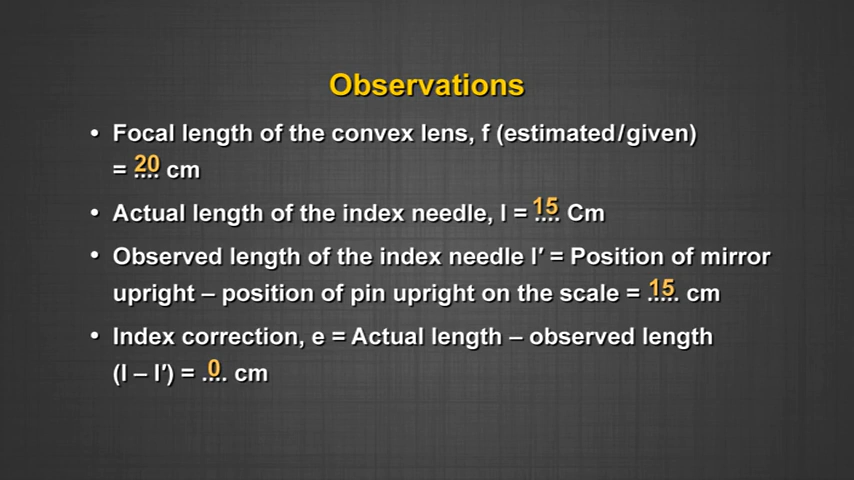 Observations
• Focal length of the convex lens, f (estimated/given)
= 20 cm
• Actual length of the index needle, l = 15 Cm
• Observed length of the index needle l′ = Position of mirror
upright – position of pin upright on the scale = 15 cm
• Index correction, e = Actual length – observed length
(l – l′) = 0 cm